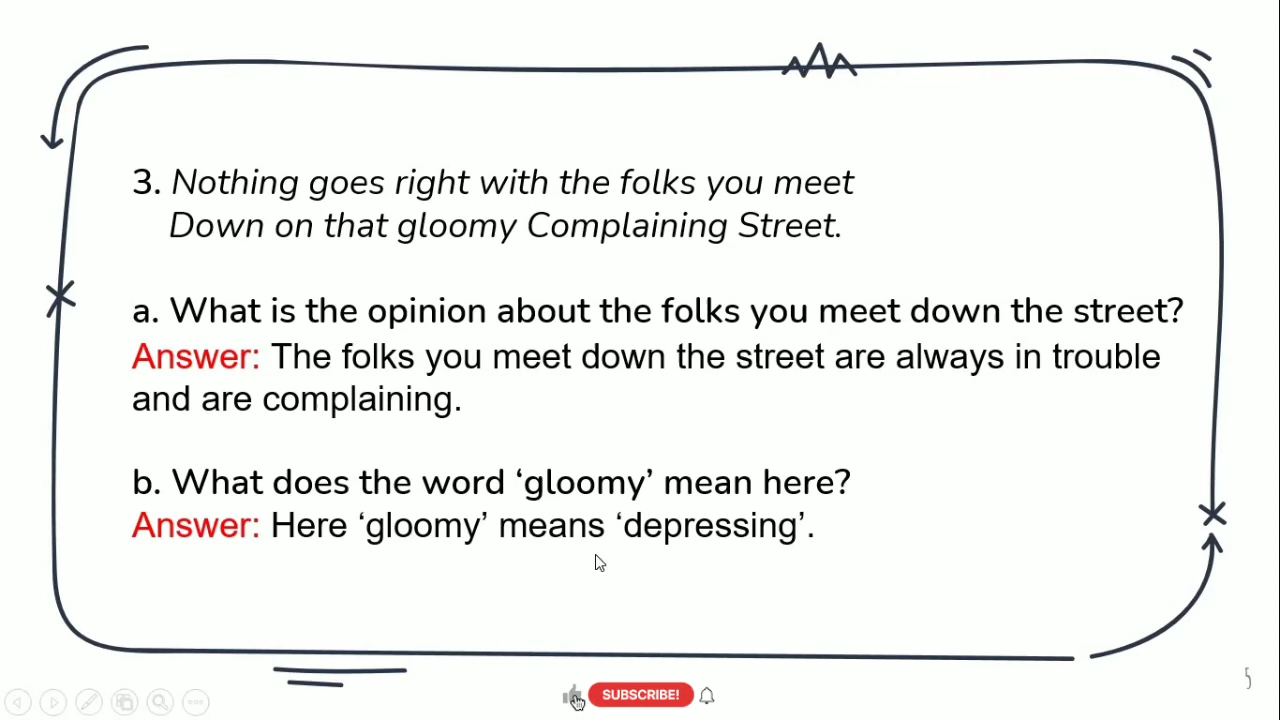 3. Nothing goes right with the folks you meet
Down on that gloomy Complaining Street.
a. What is the opinion about the folks you meet down the street?
Answer: The folks you meet down the street are always in trouble
and are complaining.
b. What does the word ‘gloomy’ mean here?
Answer: Here ‘gloomy’ means ‘depressing’.
5
SUBSCRIBE!